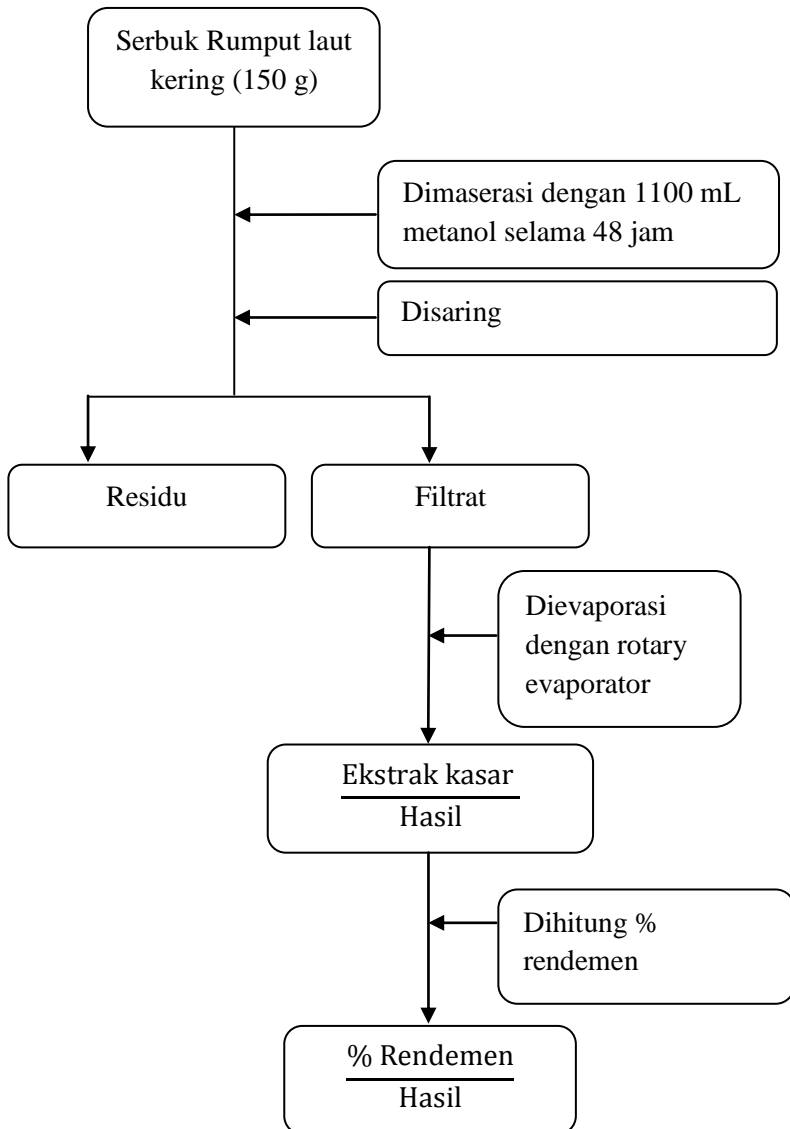 Serbuk Rumput laut
kering (150 g)
Dimaserasi dengan 1100 mL
metanol selama 48 jam
Disaring
Residu
Filtrat
Dievaporasi
dengan rotary
evaporator
Ekstrak kasar
Hasil
Dihitung %
rendemen
% Rendemen
Hasil